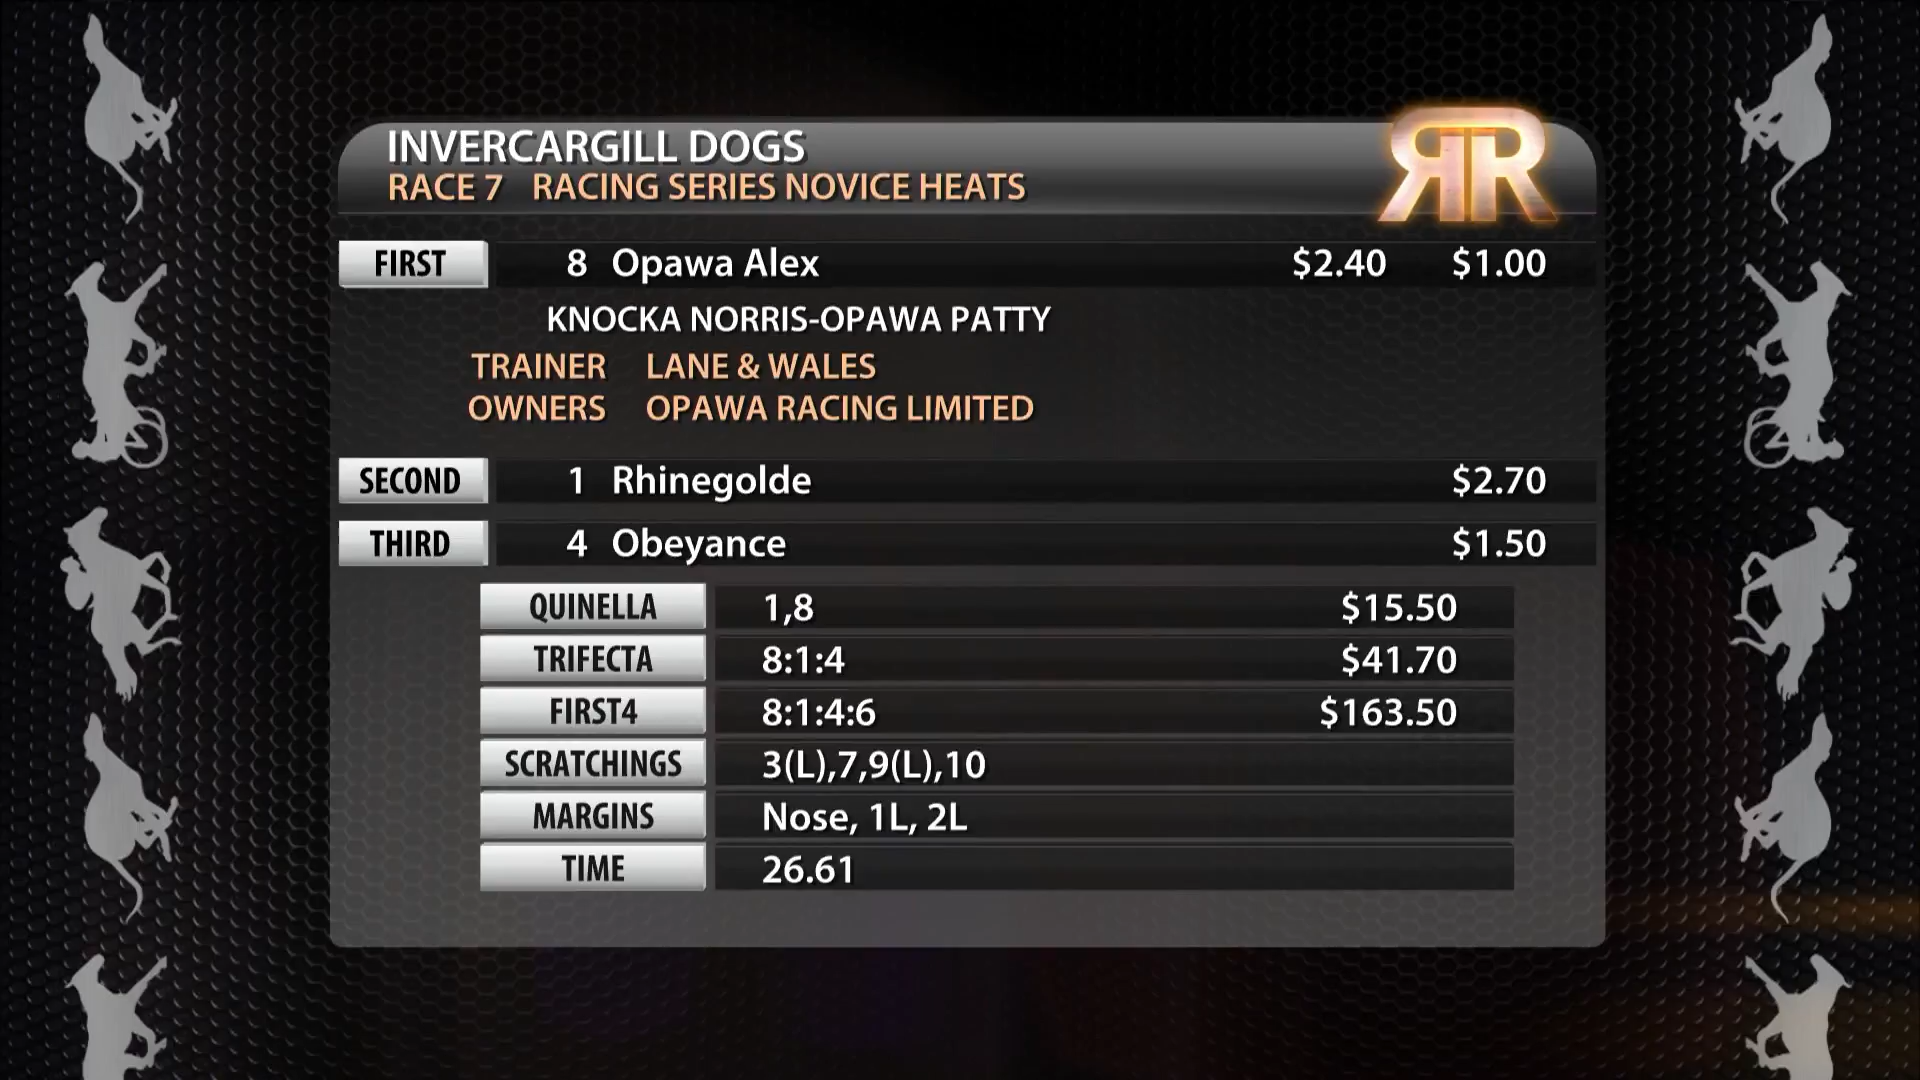 INVERCARGILL DOGS
RACE 7 RACING SERIES NOVICE HEATS
RR
FIRST 8 Opawa Alex $2.40 $1.00
KNOCKA NORRIS-OPAWA PATTY
TRAINER LANE & WALES
OWNERS OPAWA RACING LIMITED
SECOND 1 Rhinegolde $2.70
THIRD 4 Obeyance $1.50
QUINELLA 1,8 $15.50
TRIFECTA 8:1:4 $41.70
FIRST4 8:1:4:6 $163.50
SCRATCHINGS 3(L),7,9(L),10
MARGINS Nose, 1L, 2L
TIME 26.61